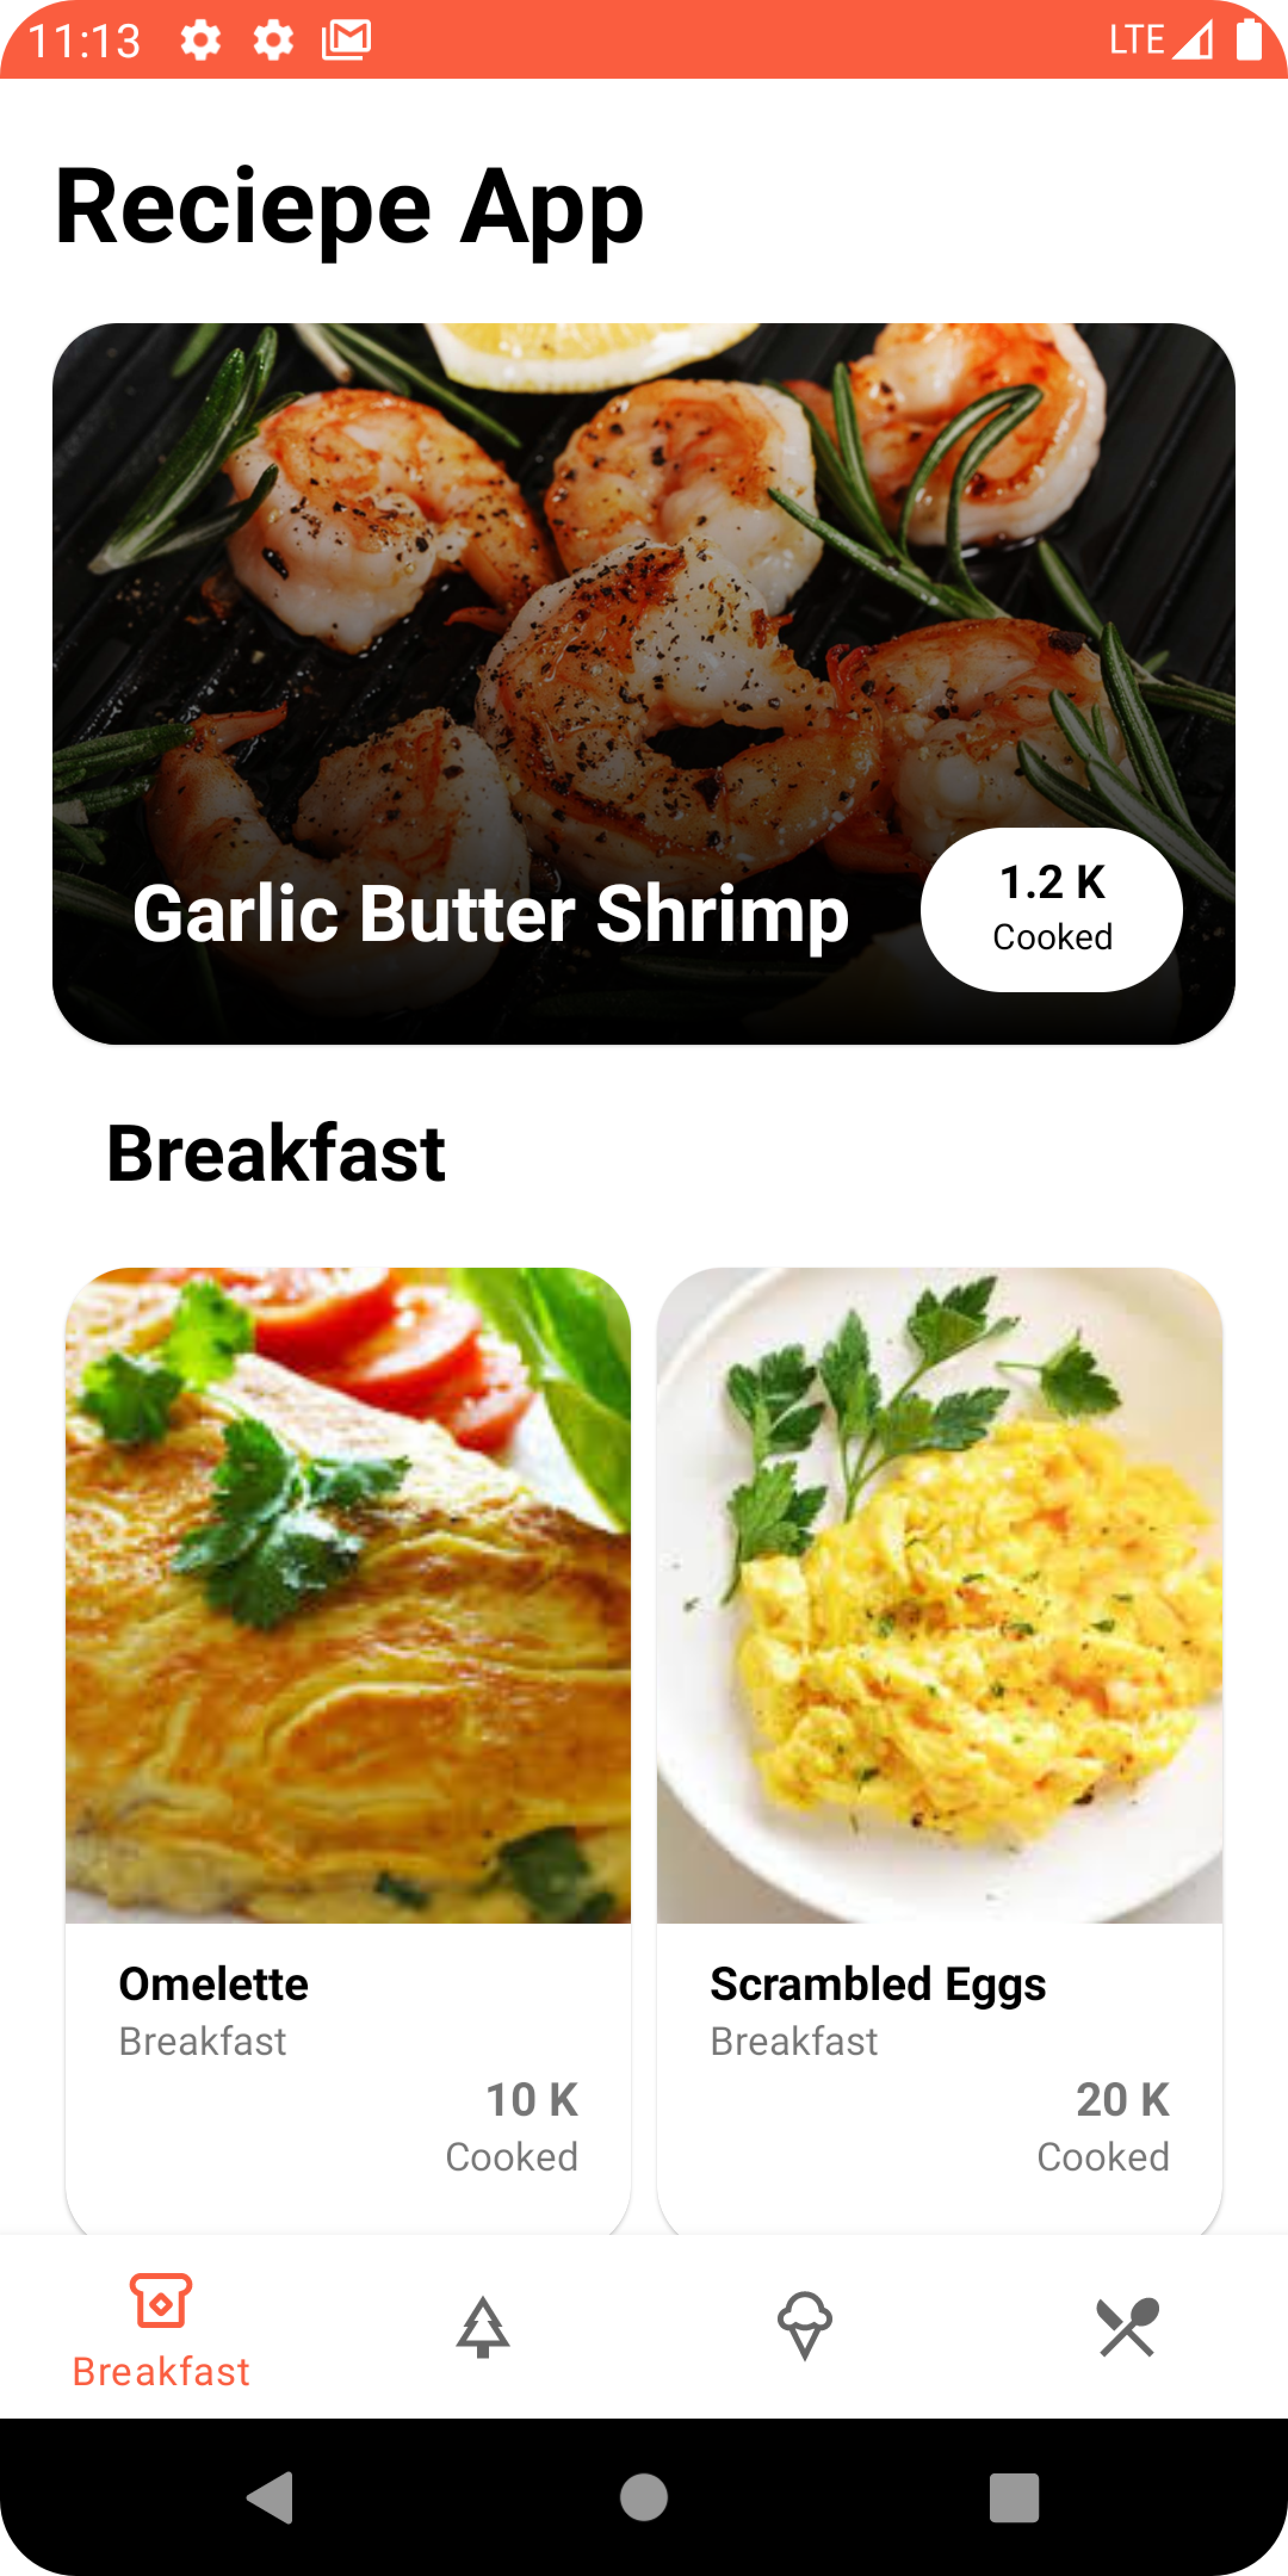 11:13 LTE
Reciepe App
Garlic Butter Shrimp
1.2 K
Cooked
Breakfast
Omelette
Breakfast
10 K
Cooked
Scrambled Eggs
Breakfast
20 K
Cooked
Breakfast